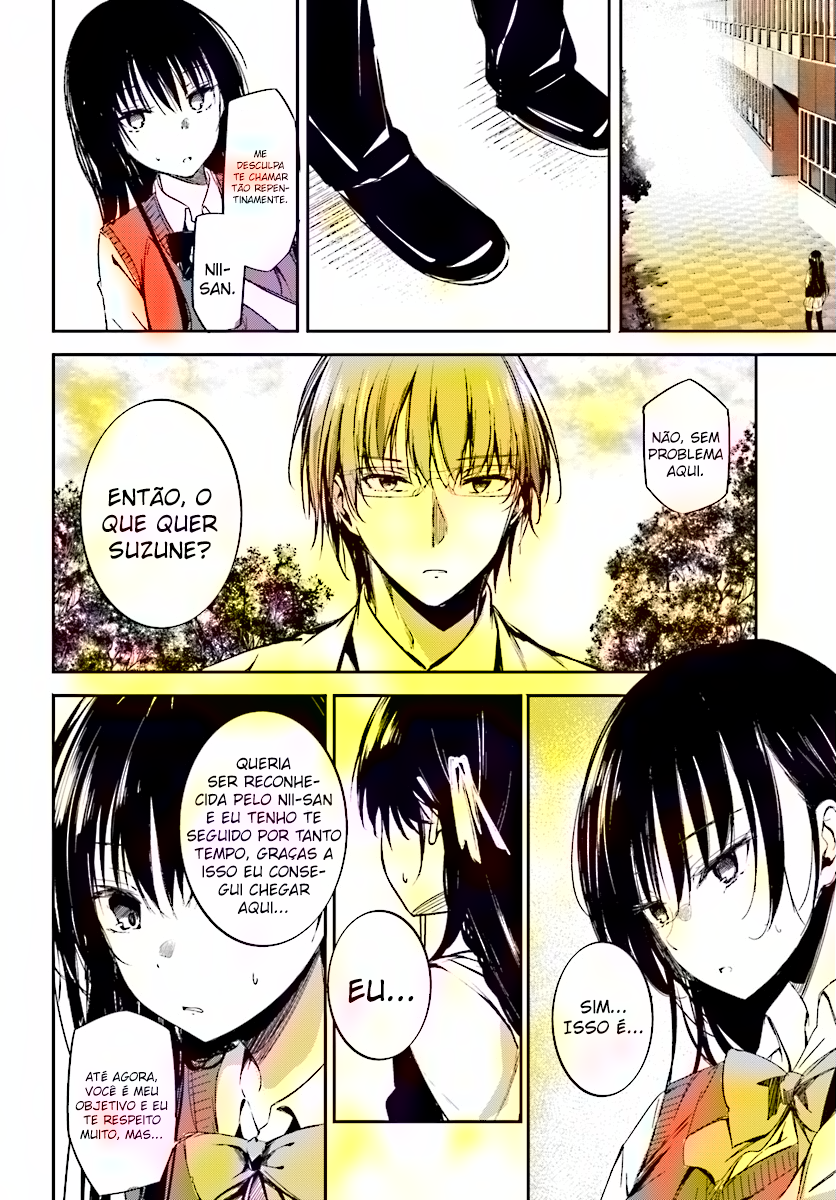 NII-
SAN.
ME
DESCULPA
TE CHAMAR
TÃO REPEN-
TINAMENTE.
NÃO, SEM
PROBLEMA
AQUI.
ENTÃO, O
QUE QUER
SUZUNE?
SIM...
ISSO É...
EU...
QUERIA
SER RECONHE-
CIDA PELO NII-SAN
E EU TENHO TE
SEGUIDO POR TANTO
TEMPO, GRAÇAS A
ISSO EU CONSE-
GUI CHEGAR
AQUI...
ATÉ AGORA,
VOCÊ É MEU
OBJETIVO E EU
TE RESPEITO
MUITO, MAS...